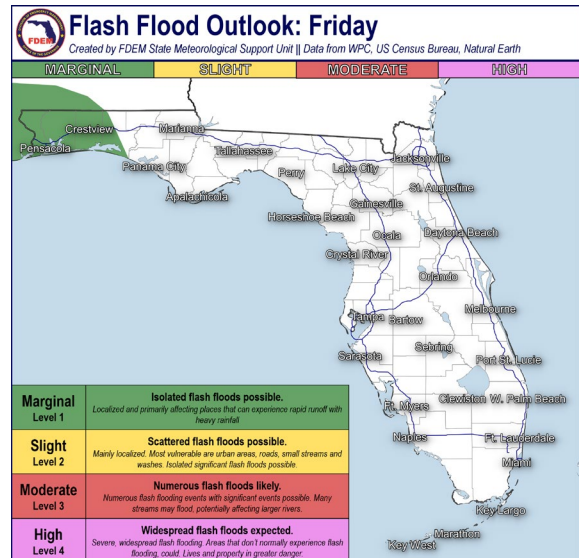 Flash Flood Outlook: Friday
Created by FDEM State Meteorological Support Unit || Data from WPC, US Census Bureau, Natural Earth
MARGINAL SLIGHT MODERATE HIGH
Crestview
Marianna
Pensacola
Tallahassee
Jacksonville
Panama City
Perry
Lake City
Apalachicola
St. Augustine
Gainesville
Horseshoe Beach
Ocala
Daytona Beach
Crystal River
Orlando
Melbourne
Tampa
Bartow
Sebring
Sarasota
Port St. Lucie
Ft. Myers
Clewiston
W. Palm Beach
Naples
Ft. Lauderdale
Miami
Key Largo
Marathon
Key West
Marginal
Level 1
Isolated flash floods possible.
Localized and primarily affecting places that can experience rapid runoff with
heavy rainfall
Slight
Level 2
Scattered flash floods possible.
Mainly localized. Most vulnerable are urban areas, roads, small streams and
washes. Isolated significant flash floods possible.
Moderate
Level 3
Numerous flash floods likely.
Numerous flash flooding events with significant events possible. Many
streams may flood, potentially affecting larger rivers.
High
Level 4
Widespread flash floods expected.
Severe, widespread flash flooding. Areas that don't normally experience flash
flooding, could. Lives and property in greater danger.
FDEM